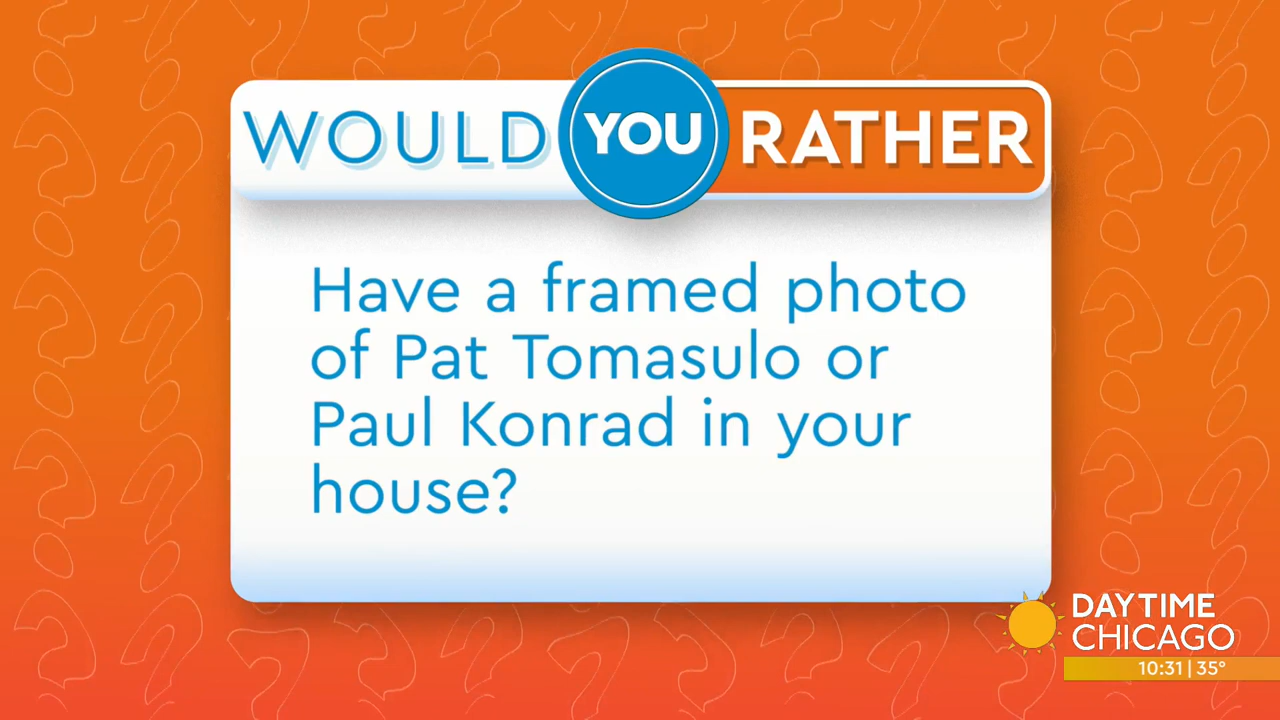 WOULD YOU RATHER
Have a framed photo
of Pat Tomasulo or
Paul Konrad in your
house?
DAYTIME
CHICAGO
10:31 | 35°